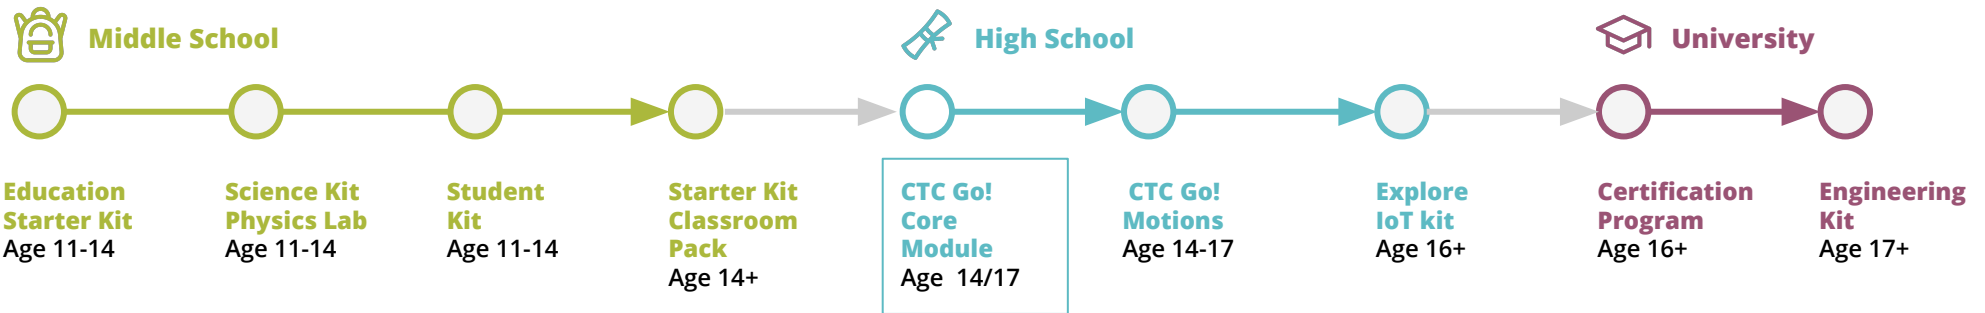 Middle School
High School
University
Education
Starter Kit
Age 11-14
Science Kit
Physics Lab
Age 11-14
Student
Kit
Age 11-14
Starter Kit
Classroom
Pack
Age 14+
CTC Go!
Core
Module
Age 14/17
CTC Go!
Motions
Age 14-17
Explore
IoT kit
Age 16+
Certification
Program
Age 16+
Engineering
Kit
Age 17+